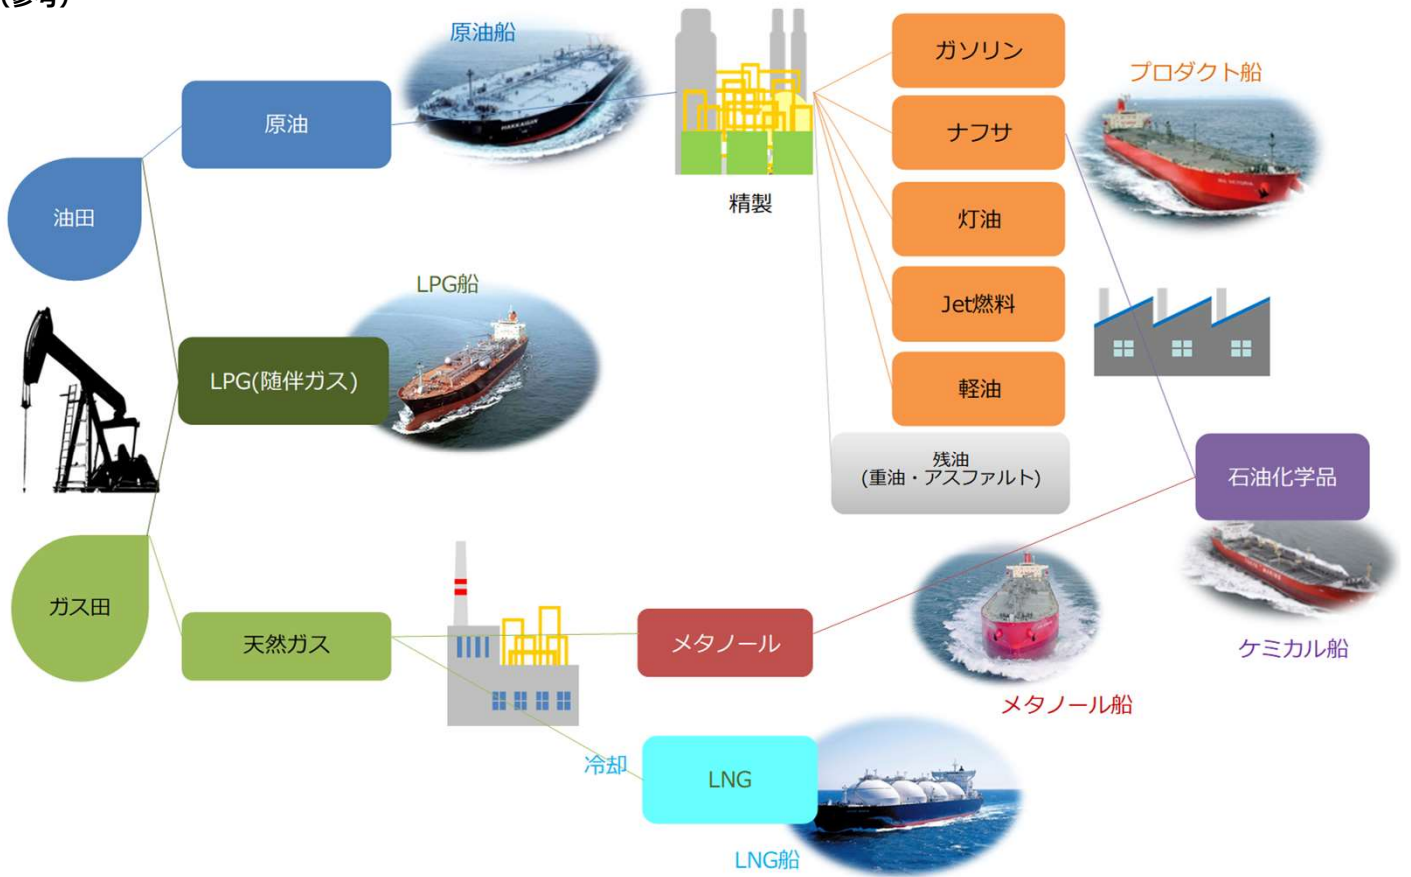 (参考)
原油船
ガソリン
プロダクト船
原油
ナフサ
精製
灯油
油田
LPG船
Jet燃料
LPG(随伴ガス)
軽油
残油
(重油・アスファルト)
石油化学品
ガス田
天然ガス
メタノール
ケミカル船
メタノール船
冷却
LNG
LNG船